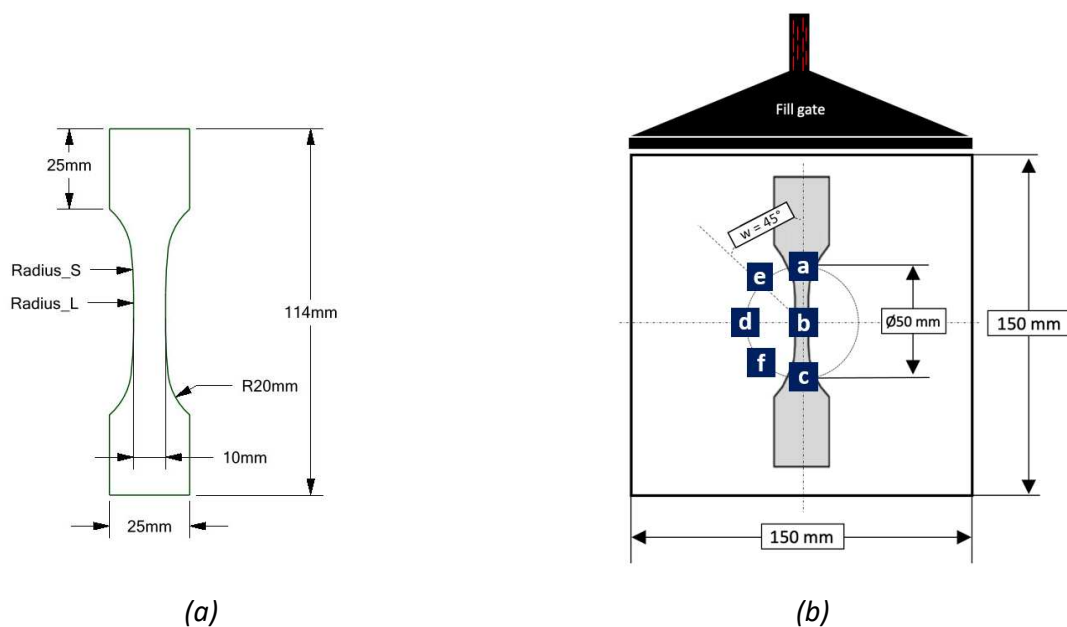 25mm
Radius_S
Radius_L
114mm
R20mm
10mm
25mm
(a)
Fill gate
w = 45°
a
e
d
b
f
c
Ø50 mm
150 mm
150 mm
(b)